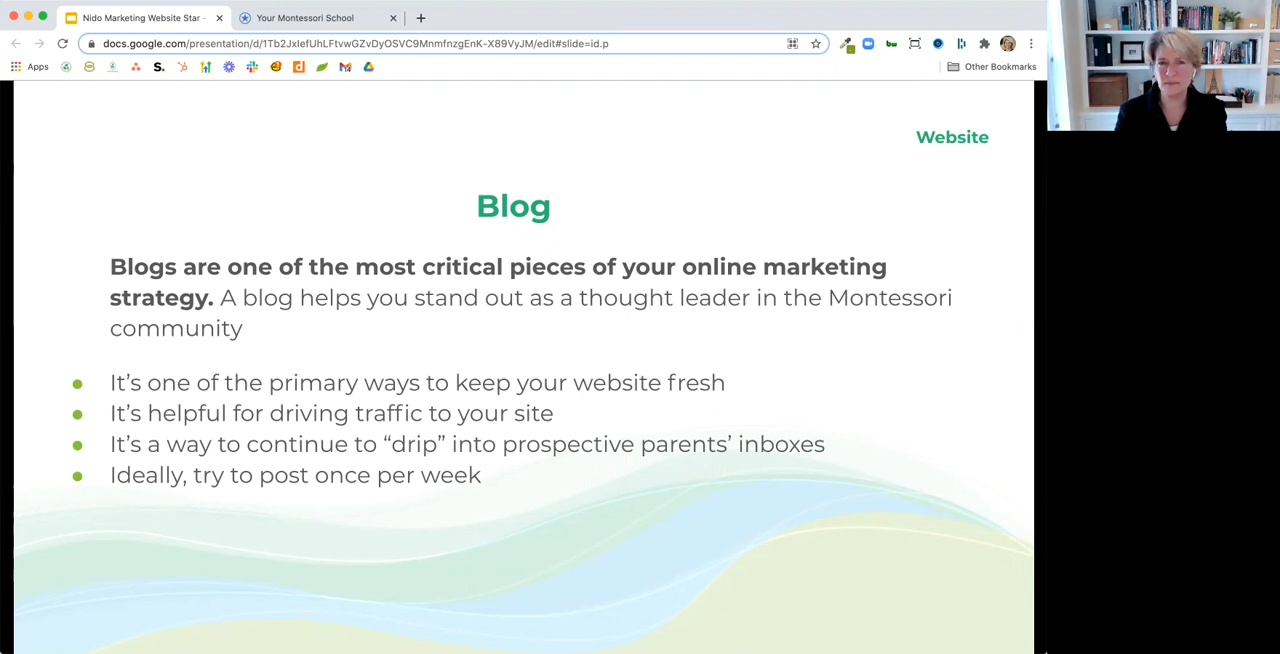 Nido Marketing Website Star -
Your Montessori School
docs.google.com/presentation/d/1Tb2JxIefUhLFtvwGZvDyOSVC9MnmfnzgEnK-X89VyJM/edit#slide=id.p
Apps
Other Bookmarks
Website
Blog
Blogs are one of the most critical pieces of your online marketing
strategy. A blog helps you stand out as a thought leader in the Montessori
community
● It’s one of the primary ways to keep your website fresh
● It’s helpful for driving traffic to your site
● It’s a way to continue to “drip” into prospective parents’ inboxes
● Ideally, try to post once per week